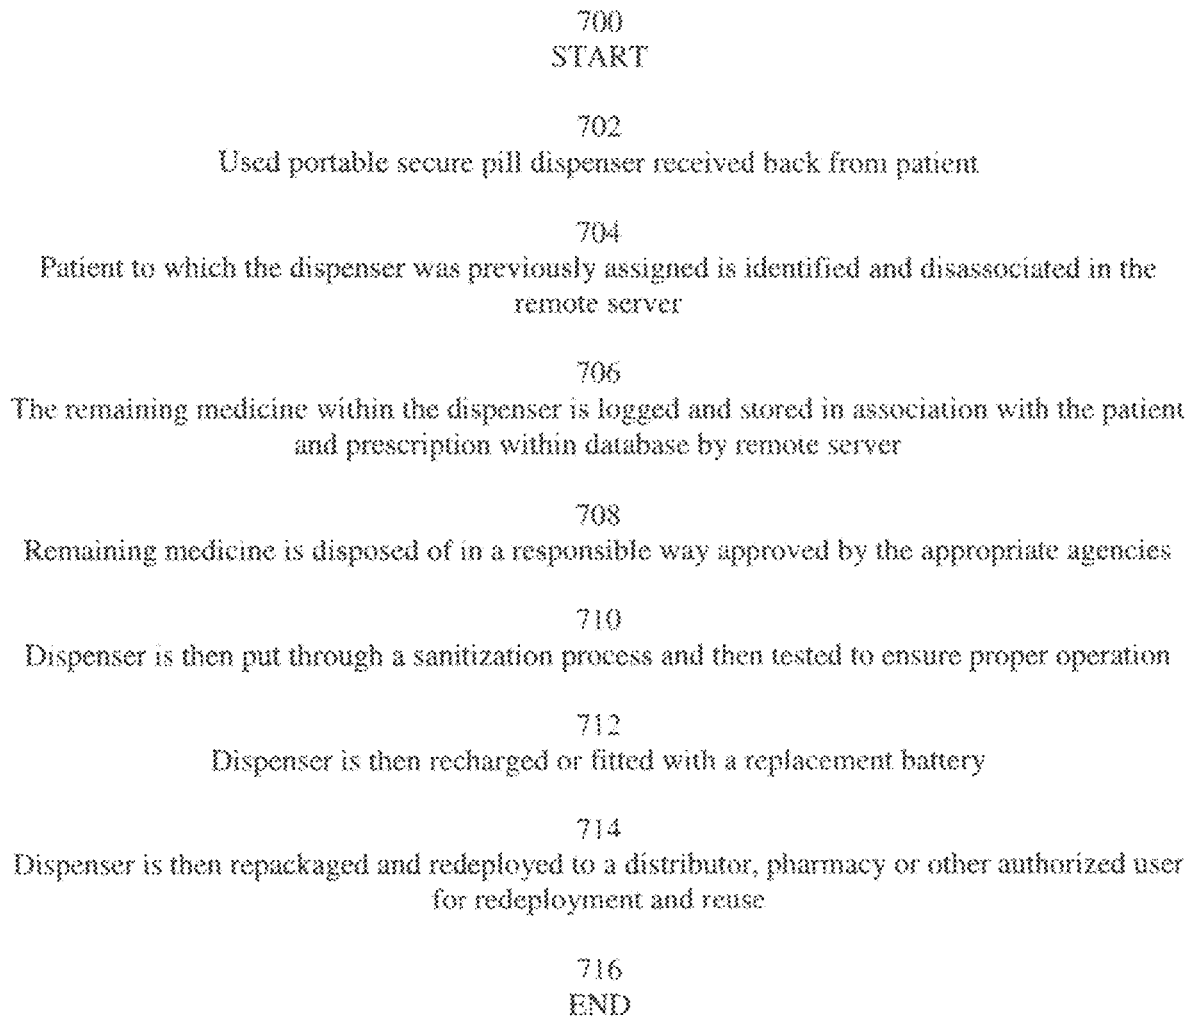 700
START
702
Used portable secure pill dispenser received back from patient
704
Patient to which the dispenser was previously assigned is identified and disassociated in the
remote server
706
The remaining medicine within the dispenser is logged and stored in association with the patient
and prescription within database by remote server
708
Remaining medicine is disposed of in a responsible way approved by the appropriate agencies
710
Dispenser is then put through a sanitization process and then tested to ensure proper operation
712
Dispenser is then recharged or fitted with a replacement battery
714
Dispenser is then repackaged and redeployed to a distributor, pharmacy or other authorized user
for redeployment and reuse
716
END